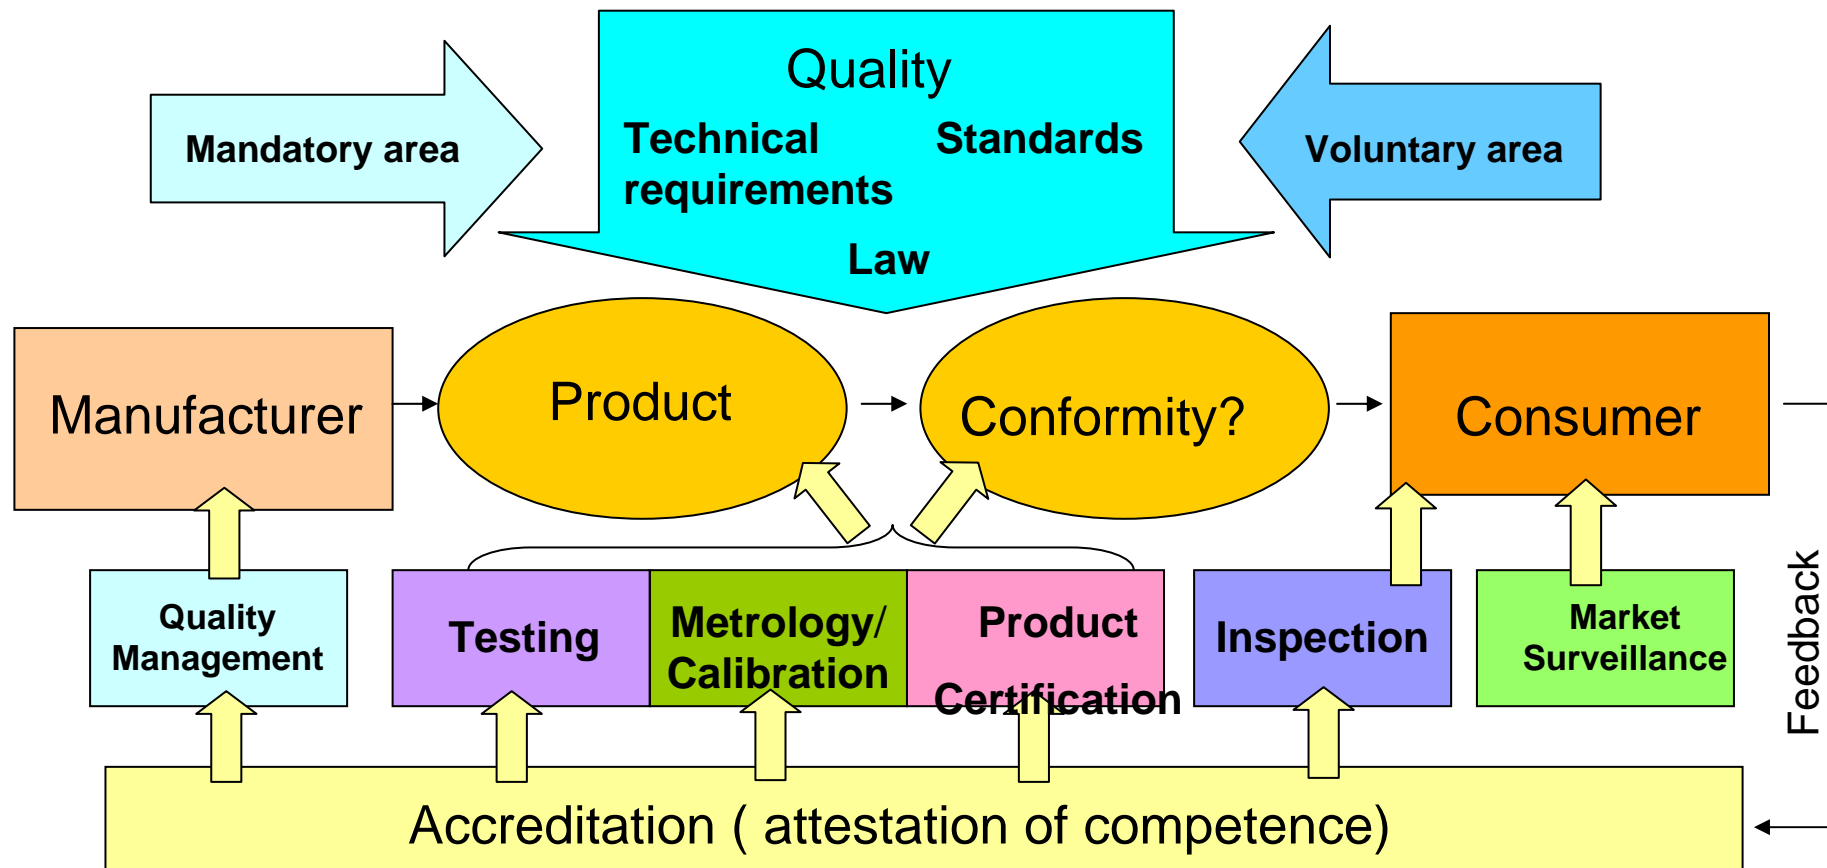 Quality
Mandatory area
Technical Standards
requirements
Voluntary area
Law
Manufacturer
Product
Conformity?
Consumer
Quality
Management
Testing
Metrology/
Calibration
Product
Certification
Inspection
Market
Surveillance
Feedback
Accreditation ( attestation of competence)